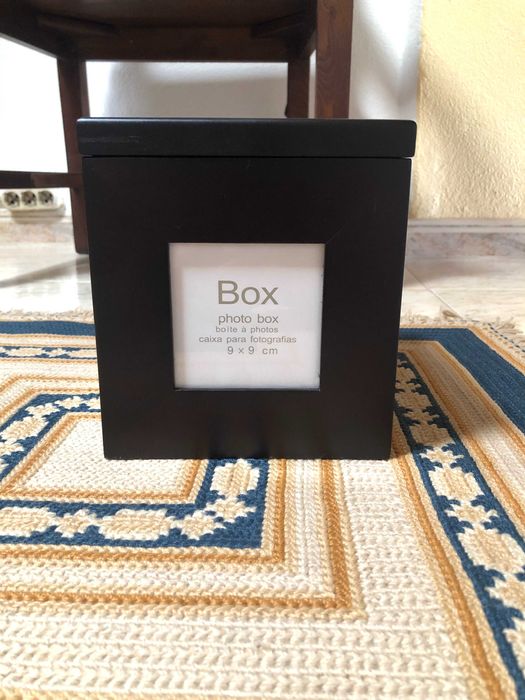 Box
photo box
boîte à photos
caixa para fotografias
9 x 9 cm